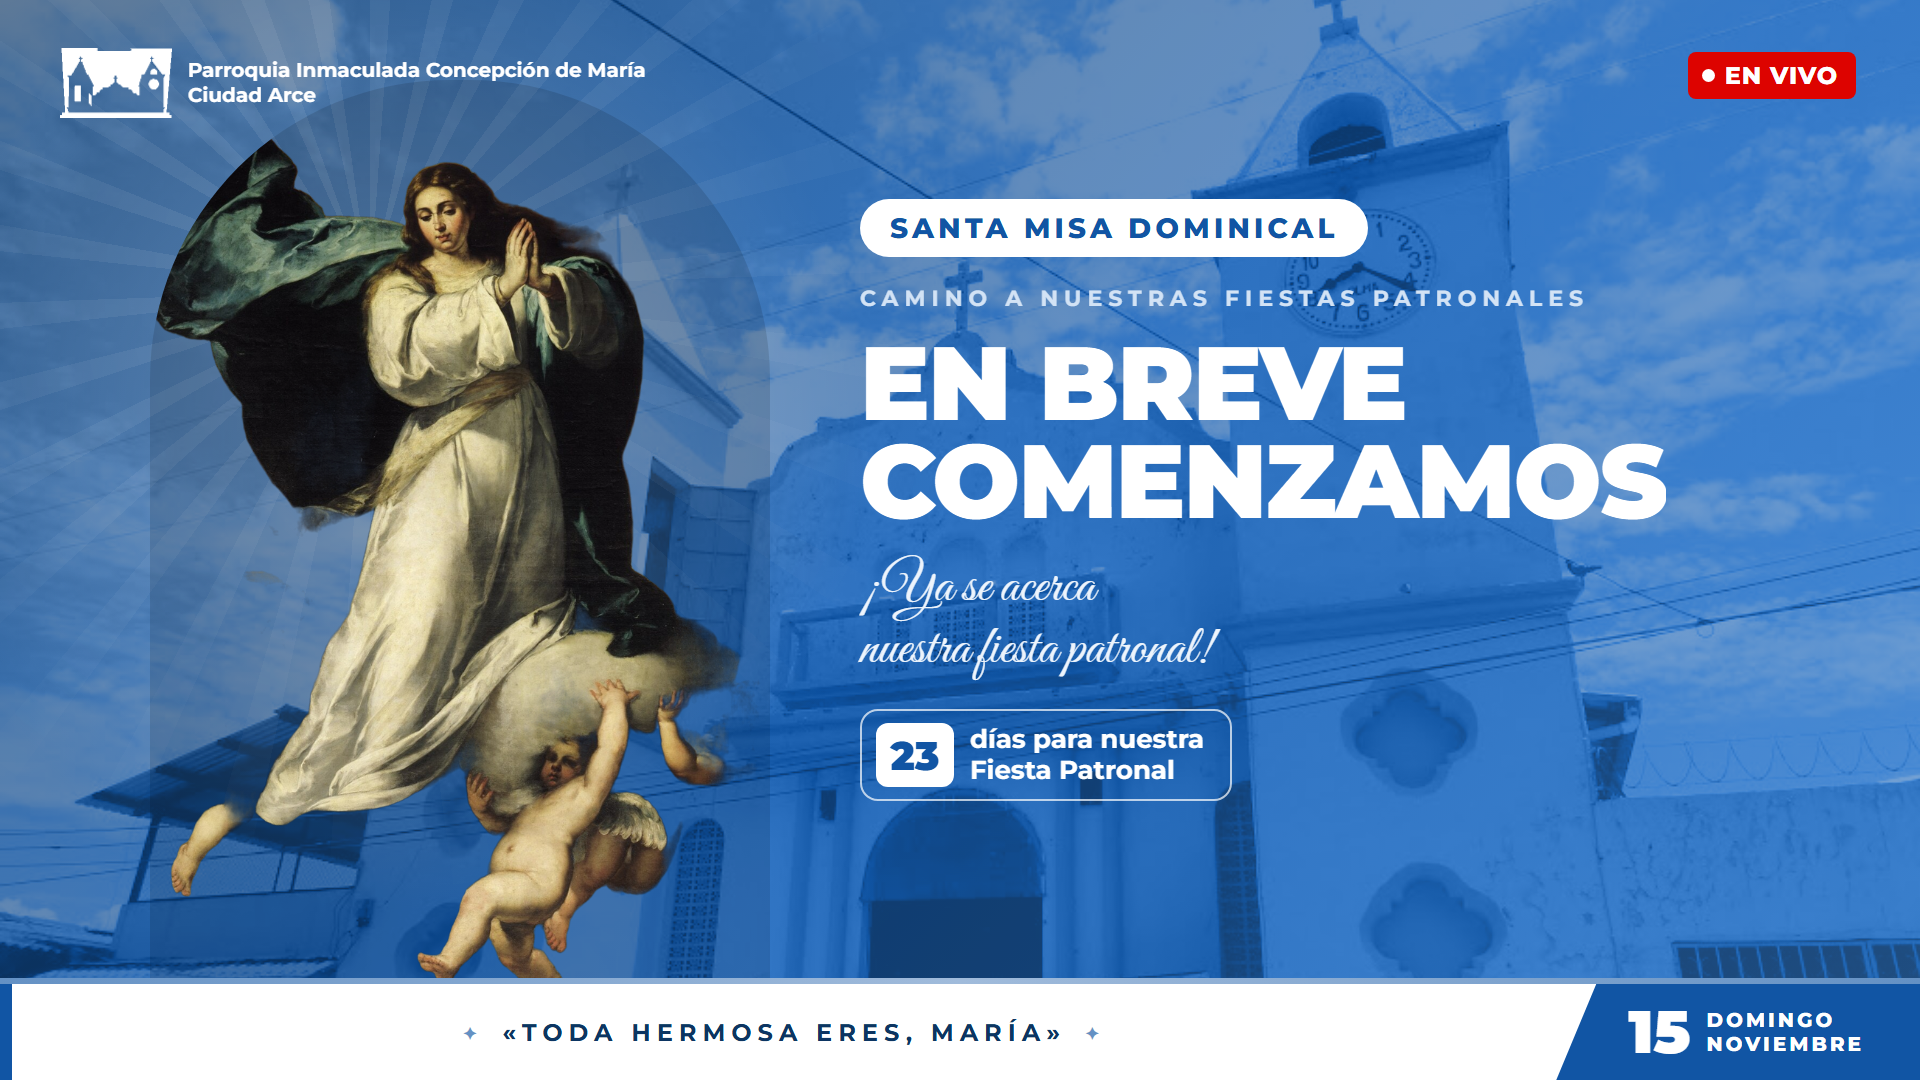 Parroquia Inmaculada Concepción de María
Ciudad Arce
EN VIVO
SANTA MISA DOMINICAL
CAMINO A NUESTRAS FIESTAS PATRONALES
EN BREVE
COMENZAMOS
¡Ya se acerca
nuestra fiesta patronal!
23
días para nuestra
Fiesta Patronal
«TODA HERMOSA ERES, MARÍA»
15
DOMINGO
NOVIEMBRE